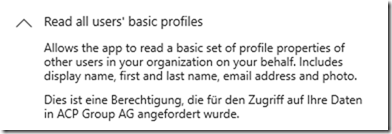 Read all users' basic profiles
Allows the app to read a basic set of profile properties of
other users in your organization on your behalf. Includes
display name, first and last name, email address and photo.
Dies ist eine Berechtigung, die für den Zugriff auf Ihre Daten
in ACP Group AG angefordert wurde.